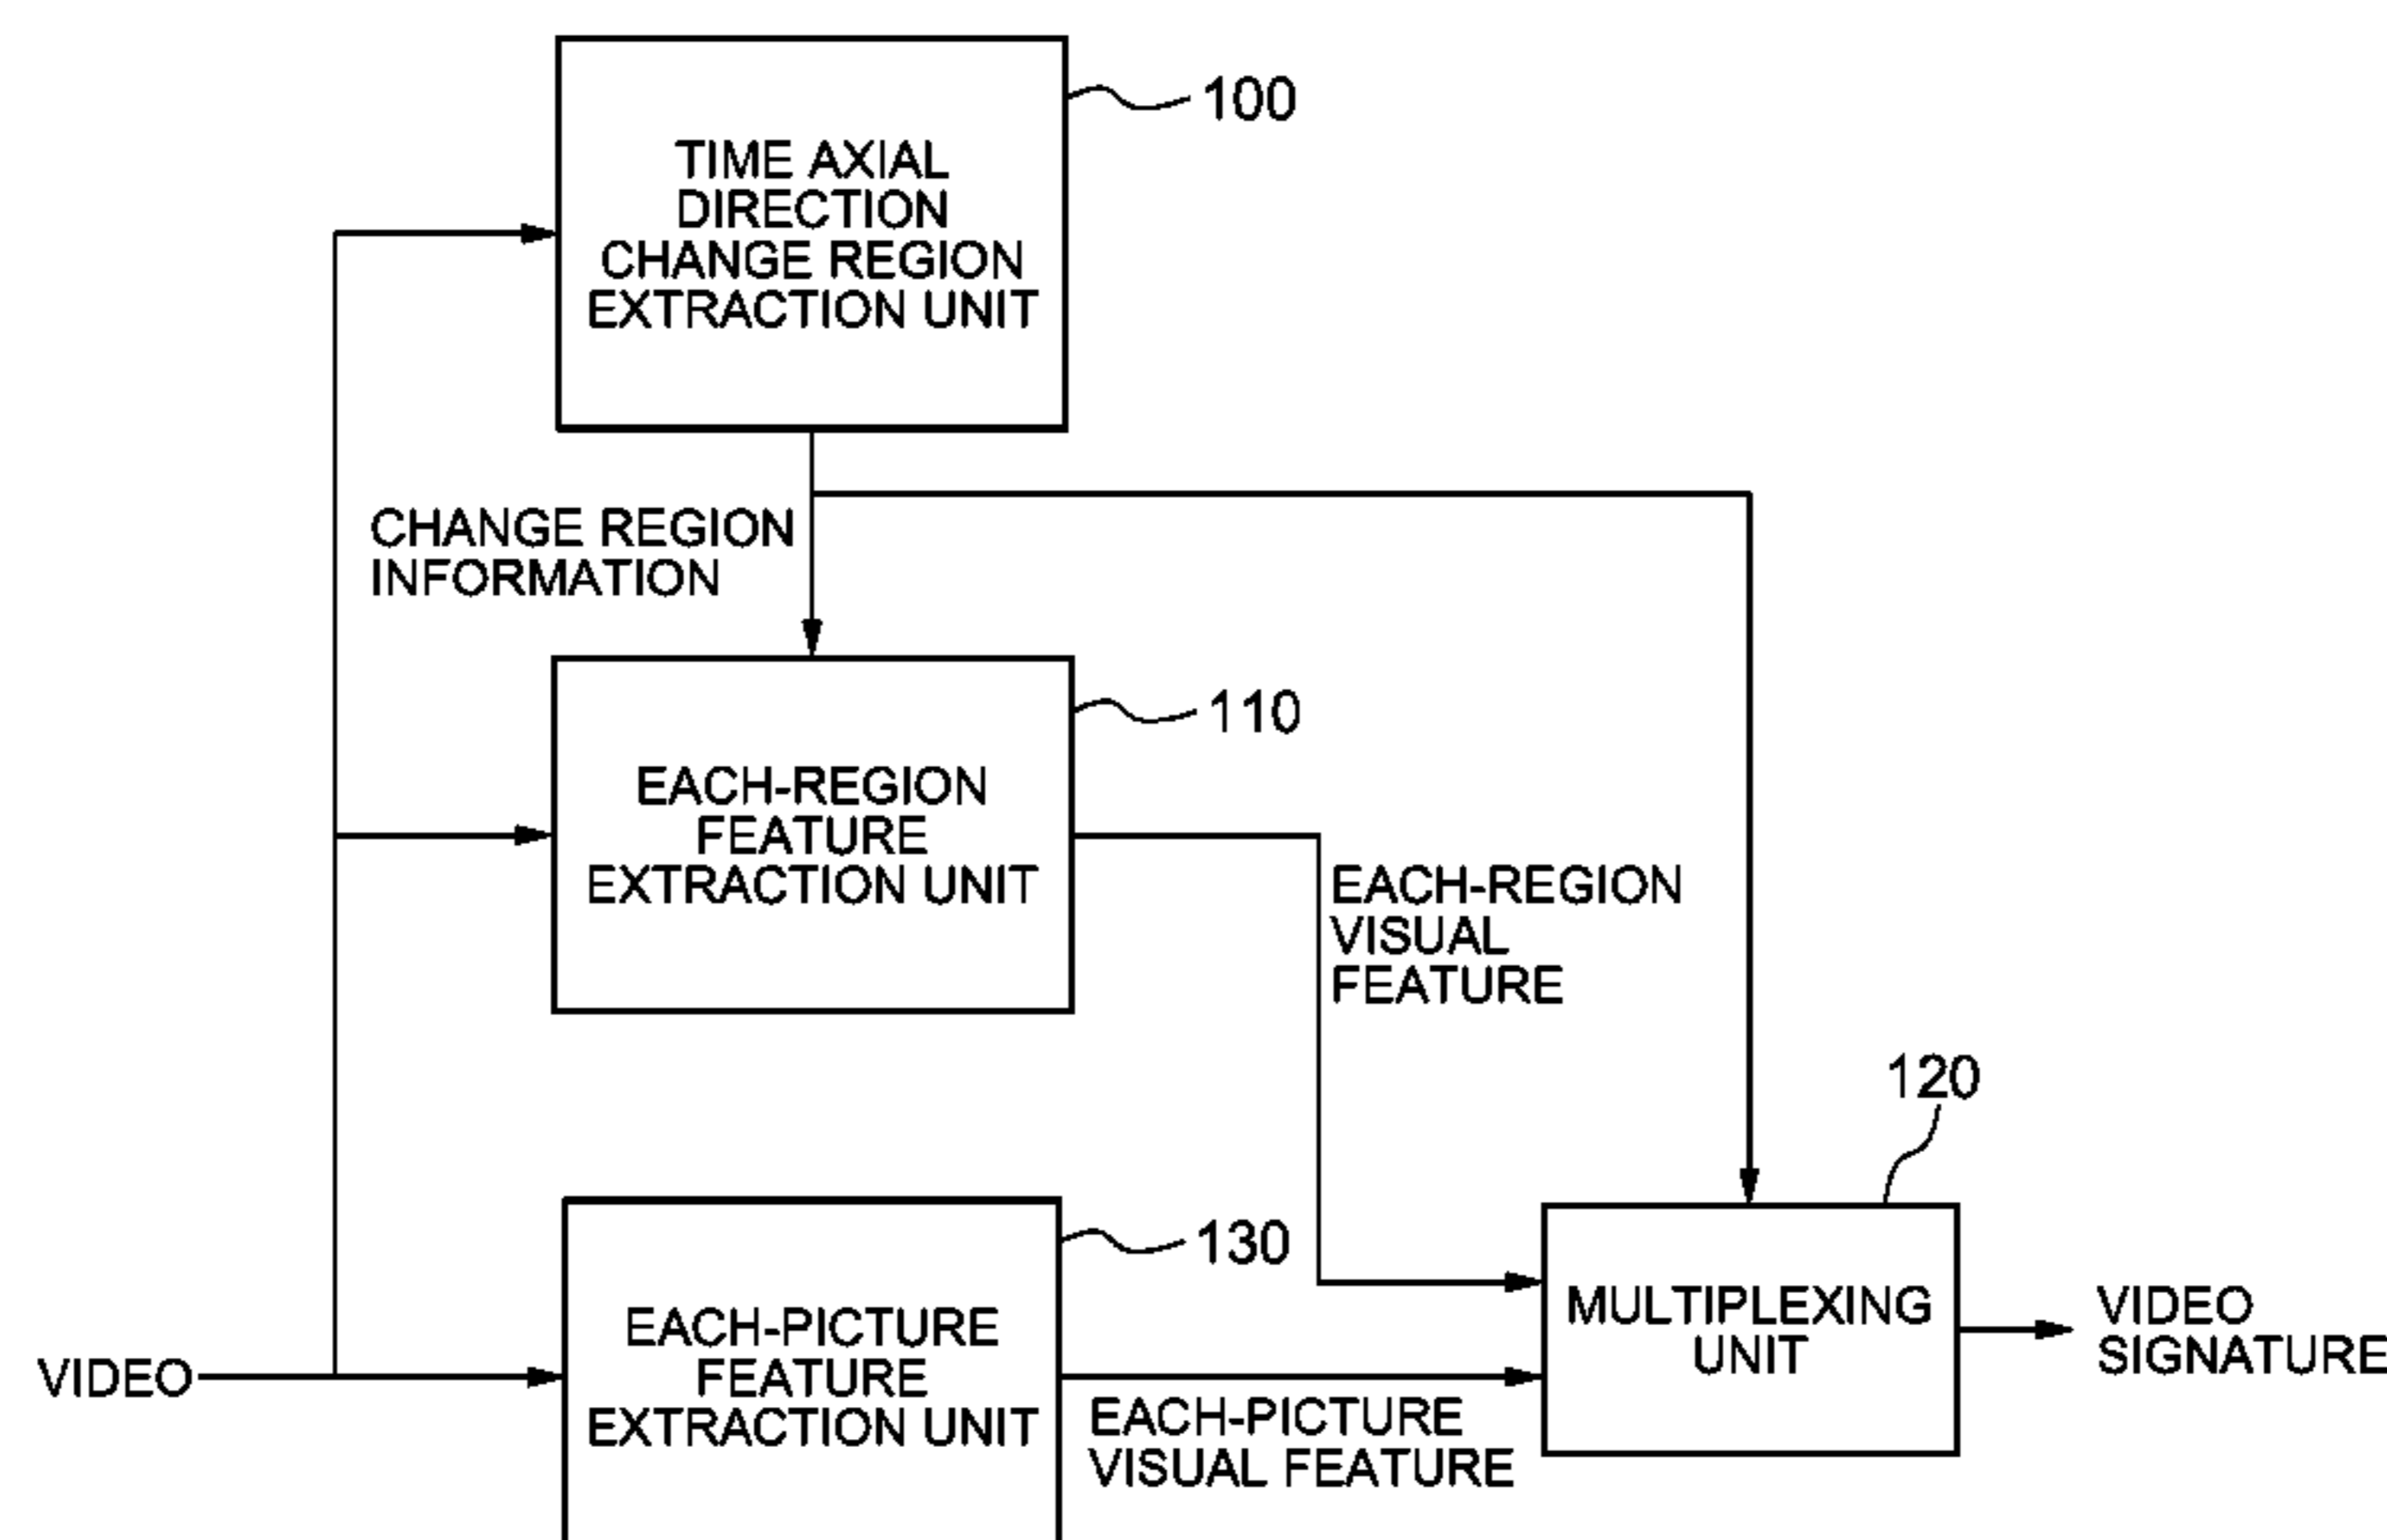 100
TIME AXIAL
DIRECTION
CHANGE REGION
EXTRACTION UNIT
CHANGE REGION
INFORMATION
110
EACH-REGION
FEATURE
EXTRACTION UNIT
EACH-REGION
VISUAL
FEATURE
120
130
EACH-PICTURE
FEATURE
EXTRACTION UNIT
VIDEO
EACH-PICTURE
VISUAL FEATURE
MULTIPLEXING
UNIT
VIDEO
SIGNATURE